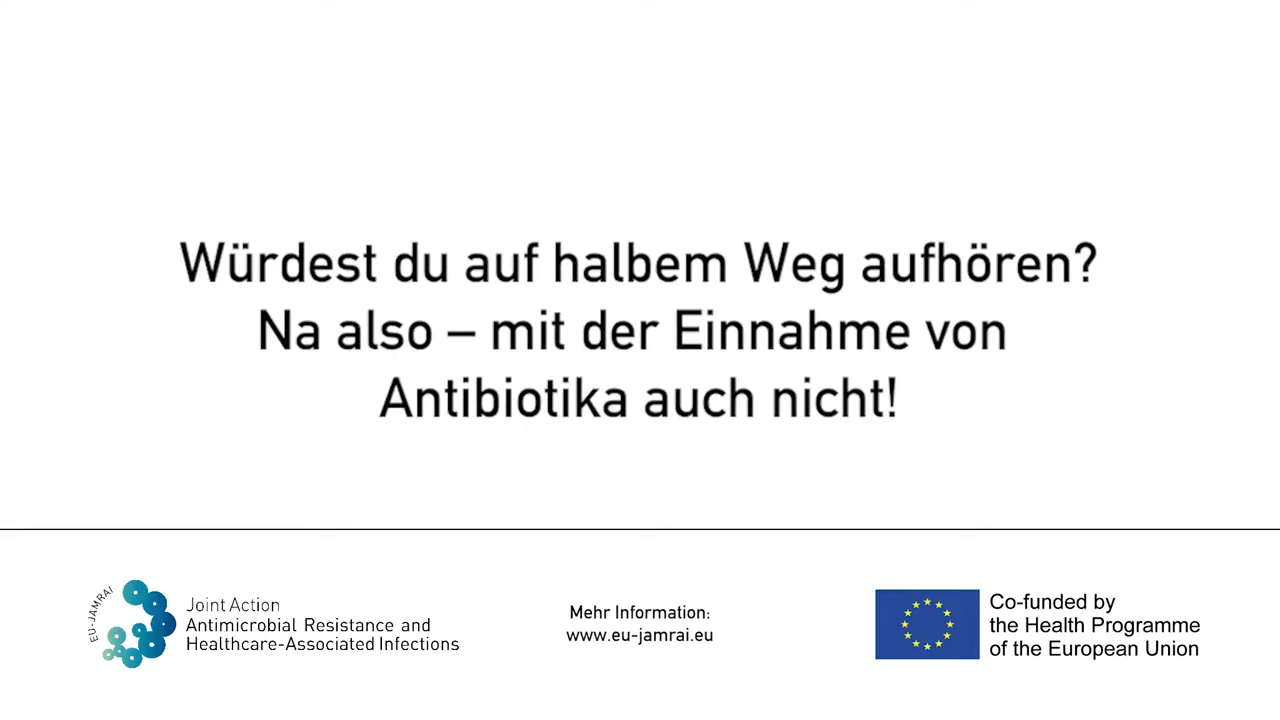 Würdest du auf halbem Weg aufhören?
Na also – mit der Einnahme von
Antibiotika auch nicht!
EU-JAMRAI
Joint Action
Antimicrobial Resistance and
Healthcare-Associated Infections
Mehr Information:
www.eu-jamrai.eu
Co-funded by
the Health Programme
of the European Union